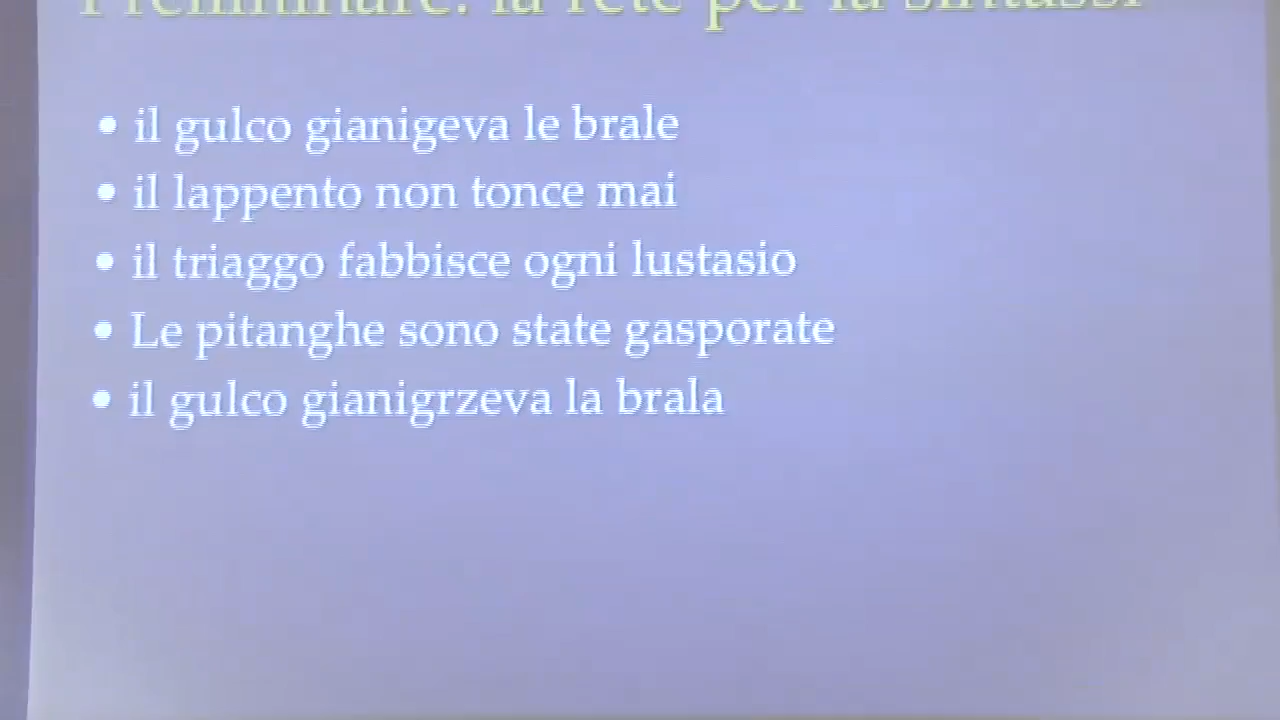 Preliminare: la rete per la sintassi
• il gulco gianigeva le brale
• il lappento non tonce mai
• il triaggo fabbisce ogni lustasio
• Le pitanghe sono state gasporate
• il gulco gianigrzeva la brala